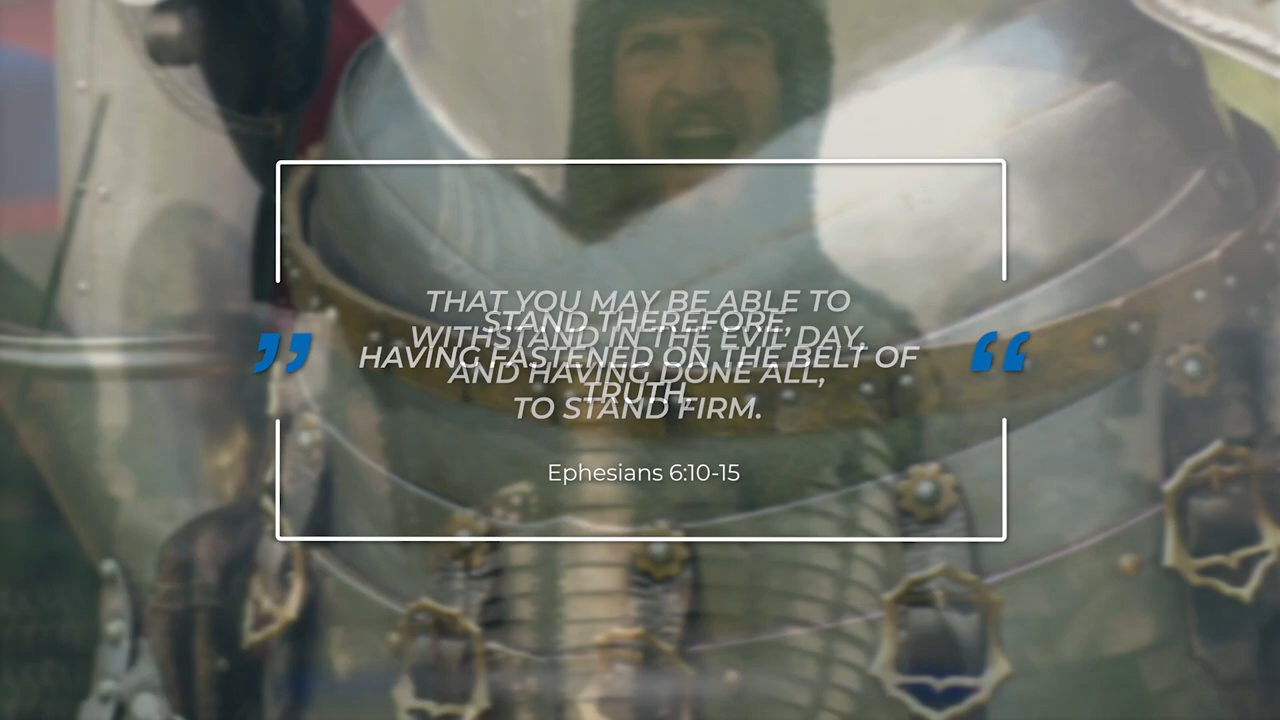 THAT YOU MAY BE ABLE TO
WITHSTAND IN THE EVIL DAY,
AND HAVING DONE ALL,
TO STAND FIRM.
STAND THEREFORE,
HAVING FASTENED ON THE BELT OF
TRUTH,
”
“
Ephesians 6:10-15